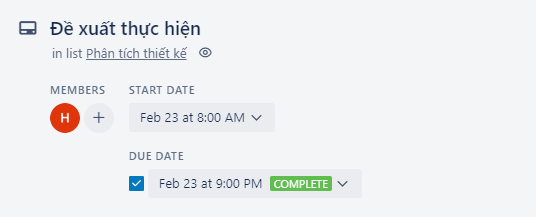 Đề xuất thực hiện
in list Phân tích thiết kế
MEMBERS START DATE
H + Feb 23 at 8:00 AM
DUE DATE
Feb 23 at 9:00 PM COMPLETE